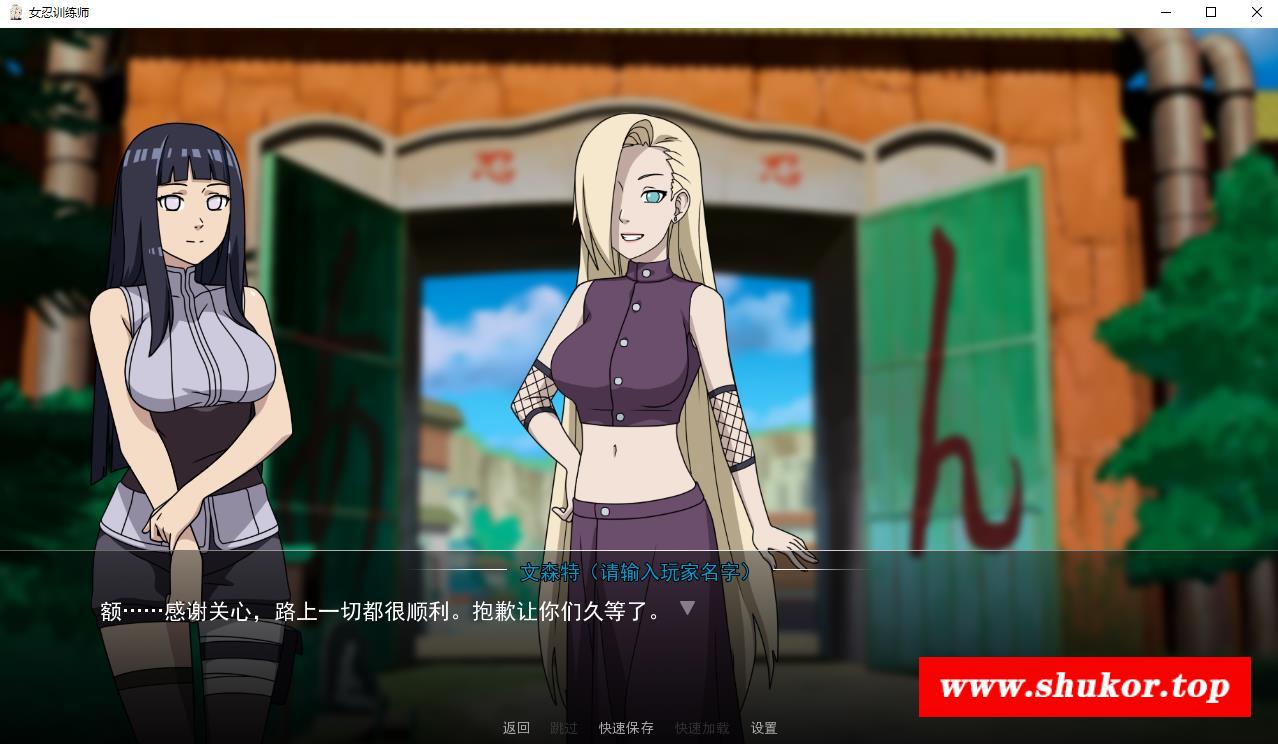 女忍训练师
忍 忍
あ ん
文森特（请输入玩家名字）
额……感谢关心，路上一切都很顺利。抱歉让你们久等了。
www.shukor.top
返回 跳过 快速保存 快速加载 设置